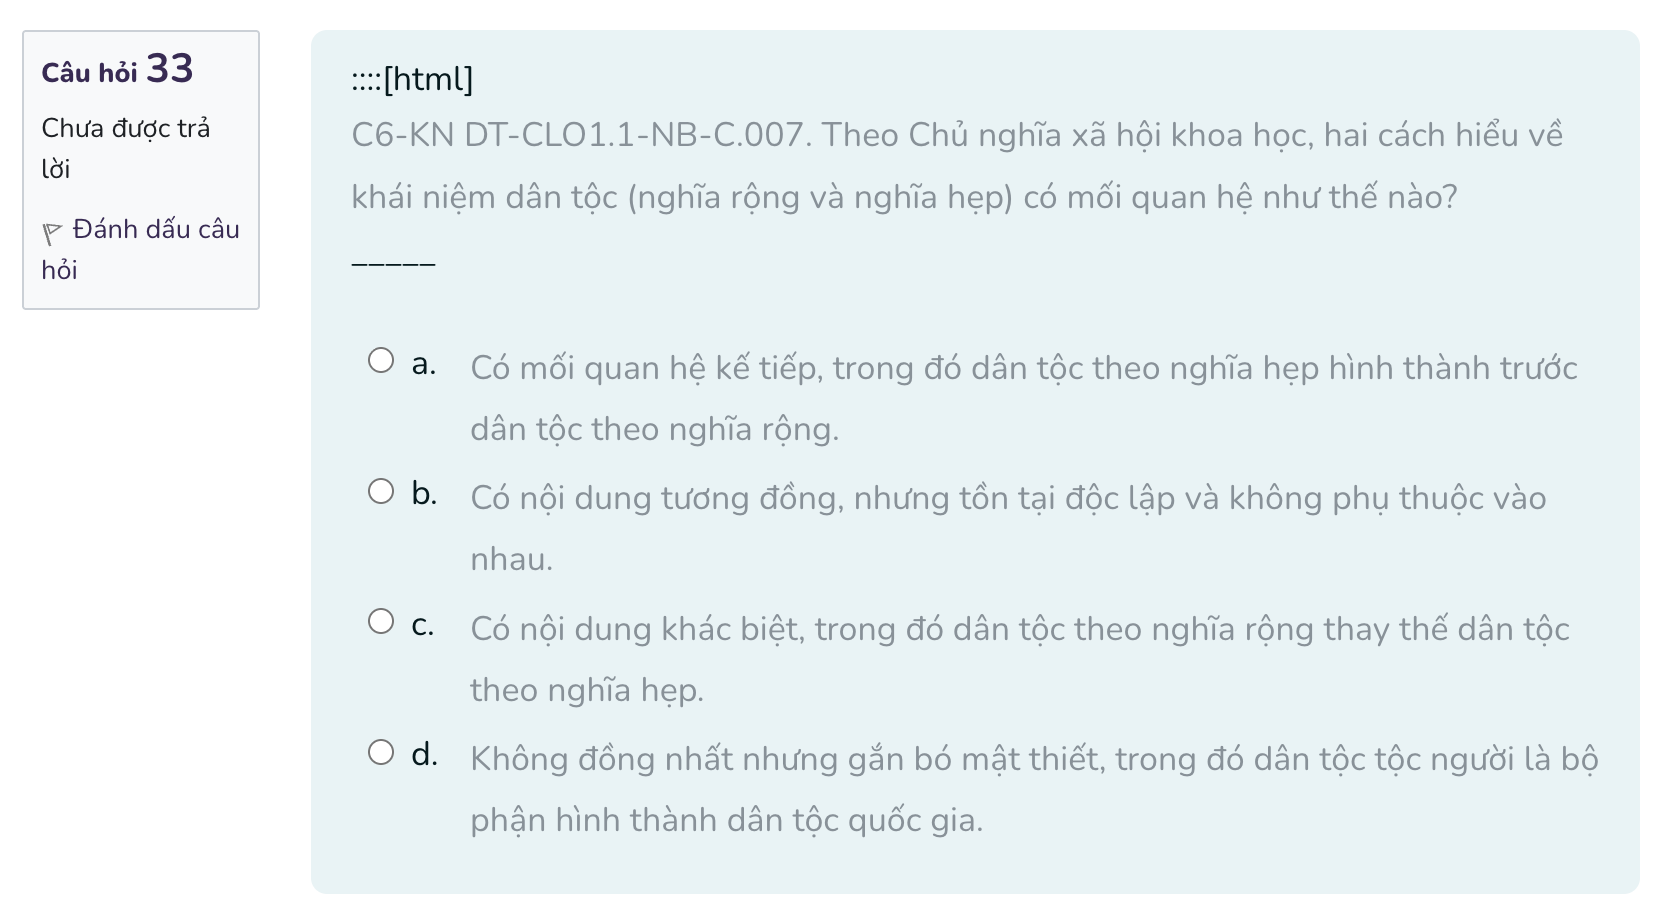 Câu hỏi 33
Chưa được trả
lời
Đánh dấu câu
hỏi
::::[html]
C6-KN DT-CLO1.1-NB-C.007. Theo Chủ nghĩa xã hội khoa học, hai cách hiểu về
khái niệm dân tộc (nghĩa rộng và nghĩa hẹp) có mối quan hệ như thế nào?
_____
a. Có mối quan hệ kế tiếp, trong đó dân tộc theo nghĩa hẹp hình thành trước
dân tộc theo nghĩa rộng.
b. Có nội dung tương đồng, nhưng tồn tại độc lập và không phụ thuộc vào
nhau.
c. Có nội dung khác biệt, trong đó dân tộc theo nghĩa rộng thay thế dân tộc
theo nghĩa hẹp.
d. Không đồng nhất nhưng gắn bó mật thiết, trong đó dân tộc tộc người là bộ
phận hình thành dân tộc quốc gia.